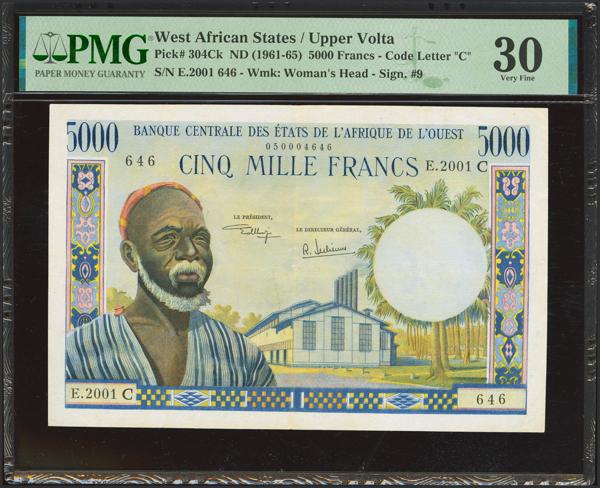 PMG
PAPER MONEY GUARANTY
West African States / Upper Volta
Pick# 304Ck ND (1961-65) 5000 Francs - Code Letter "C"
S/N E.2001 646 - Wmk: Woman's Head - Sign. #9
30
Very Fine
5000 BANQUE CENTRALE DES ÉTATS DE L'AFRIQUE DE L'OUEST 5000
050004646
646 CINQ MILLE FRANCS E.2001 C
LE PRÉSIDENT,
LE DIRECTEUR GÉNÉRAL,
E.2001 C
646